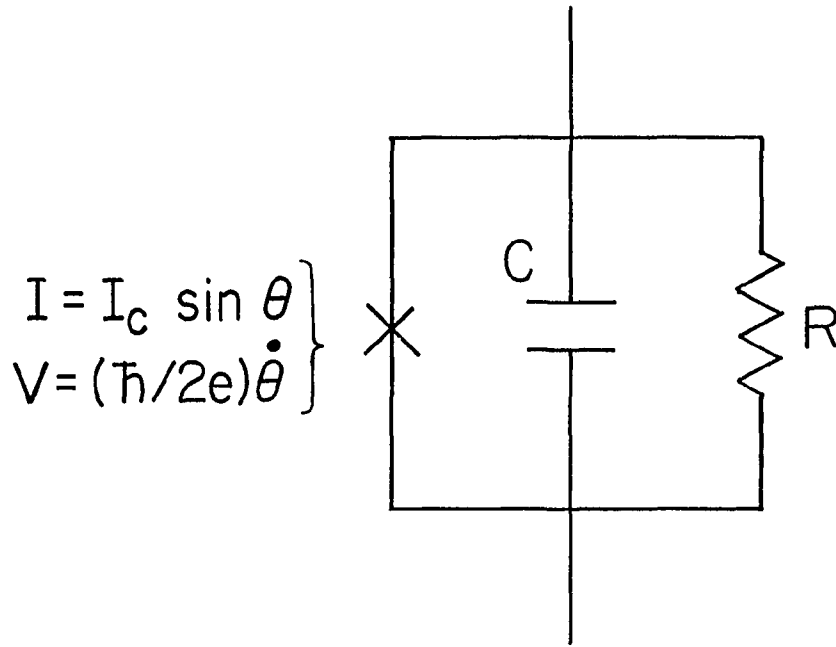 I = I_c sin θ
V = (ħ/2e)θ̇
C
R